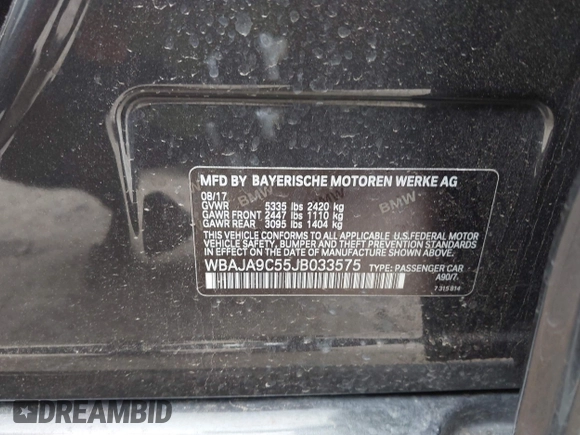 MFD BY BAYERISCHE MOTOREN WERKE AG
08/17
GVWR 5335 lbs 2420 kg
GAWR FRONT 2447 lbs 1110 kg
GAWR REAR 3095 lbs 1404 kg
THIS VEHICLE CONFORMS TO ALL APPLICABLE U.S.FEDERAL MOTOR
VEHICLE SAFETY, BUMPER, AND THEFT PREVENTION STANDARDS
IN EFFECT ON THE DATE OF MANUFACTURE SHOWN ABOVE.
WBAJA9C55JB033575 TYPE: PASSENGER CAR
A90/7
7 315 814
BMW
DREAMBID